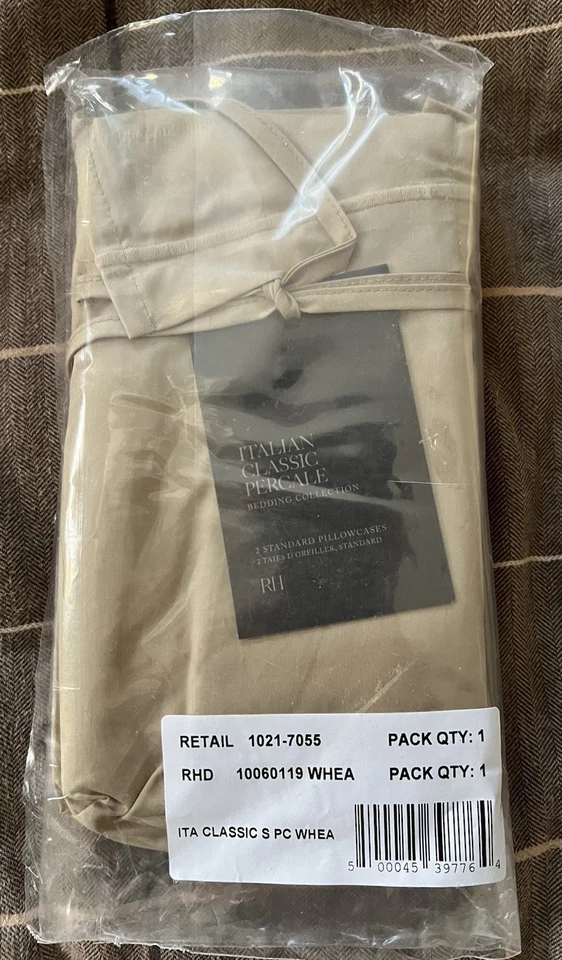 ITALIAN
CLASSIC
PERCALE
BEDDING COLLECTION
2 STANDARD PILLOWCASES
/ 2 TAIES D'OREILLER, STANDARD
RH
RETAIL 1021-7055 PACK QTY: 1
RHD 10060119 WHEA PACK QTY: 1
ITA CLASSIC S PC WHEA
5 00045 39776 4